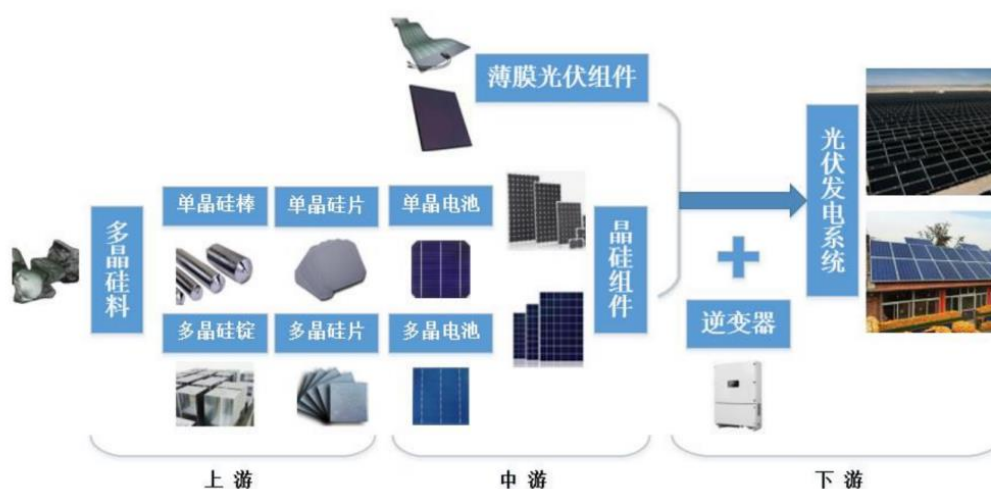 薄膜光伏组件
多晶硅料
单晶硅棒
单晶硅片
单晶电池
多晶硅锭
多晶硅片
多晶电池
晶硅组件
逆变器
光伏发电系统
上游
中游
下游